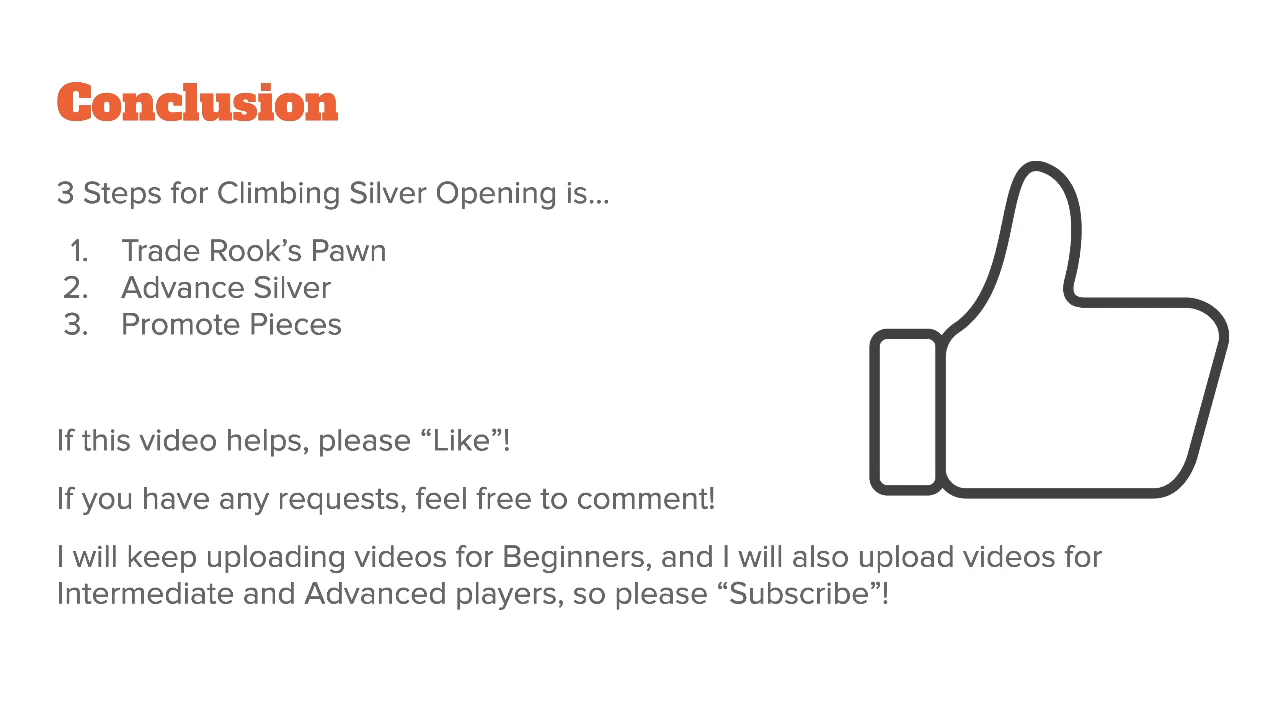 Conclusion
3 Steps for Climbing Silver Opening is...
1. Trade Rook’s Pawn
2. Advance Silver
3. Promote Pieces
If this video helps, please “Like”!
If you have any requests, feel free to comment!
I will keep uploading videos for Beginners, and I will also upload videos for
Intermediate and Advanced players, so please “Subscribe”!